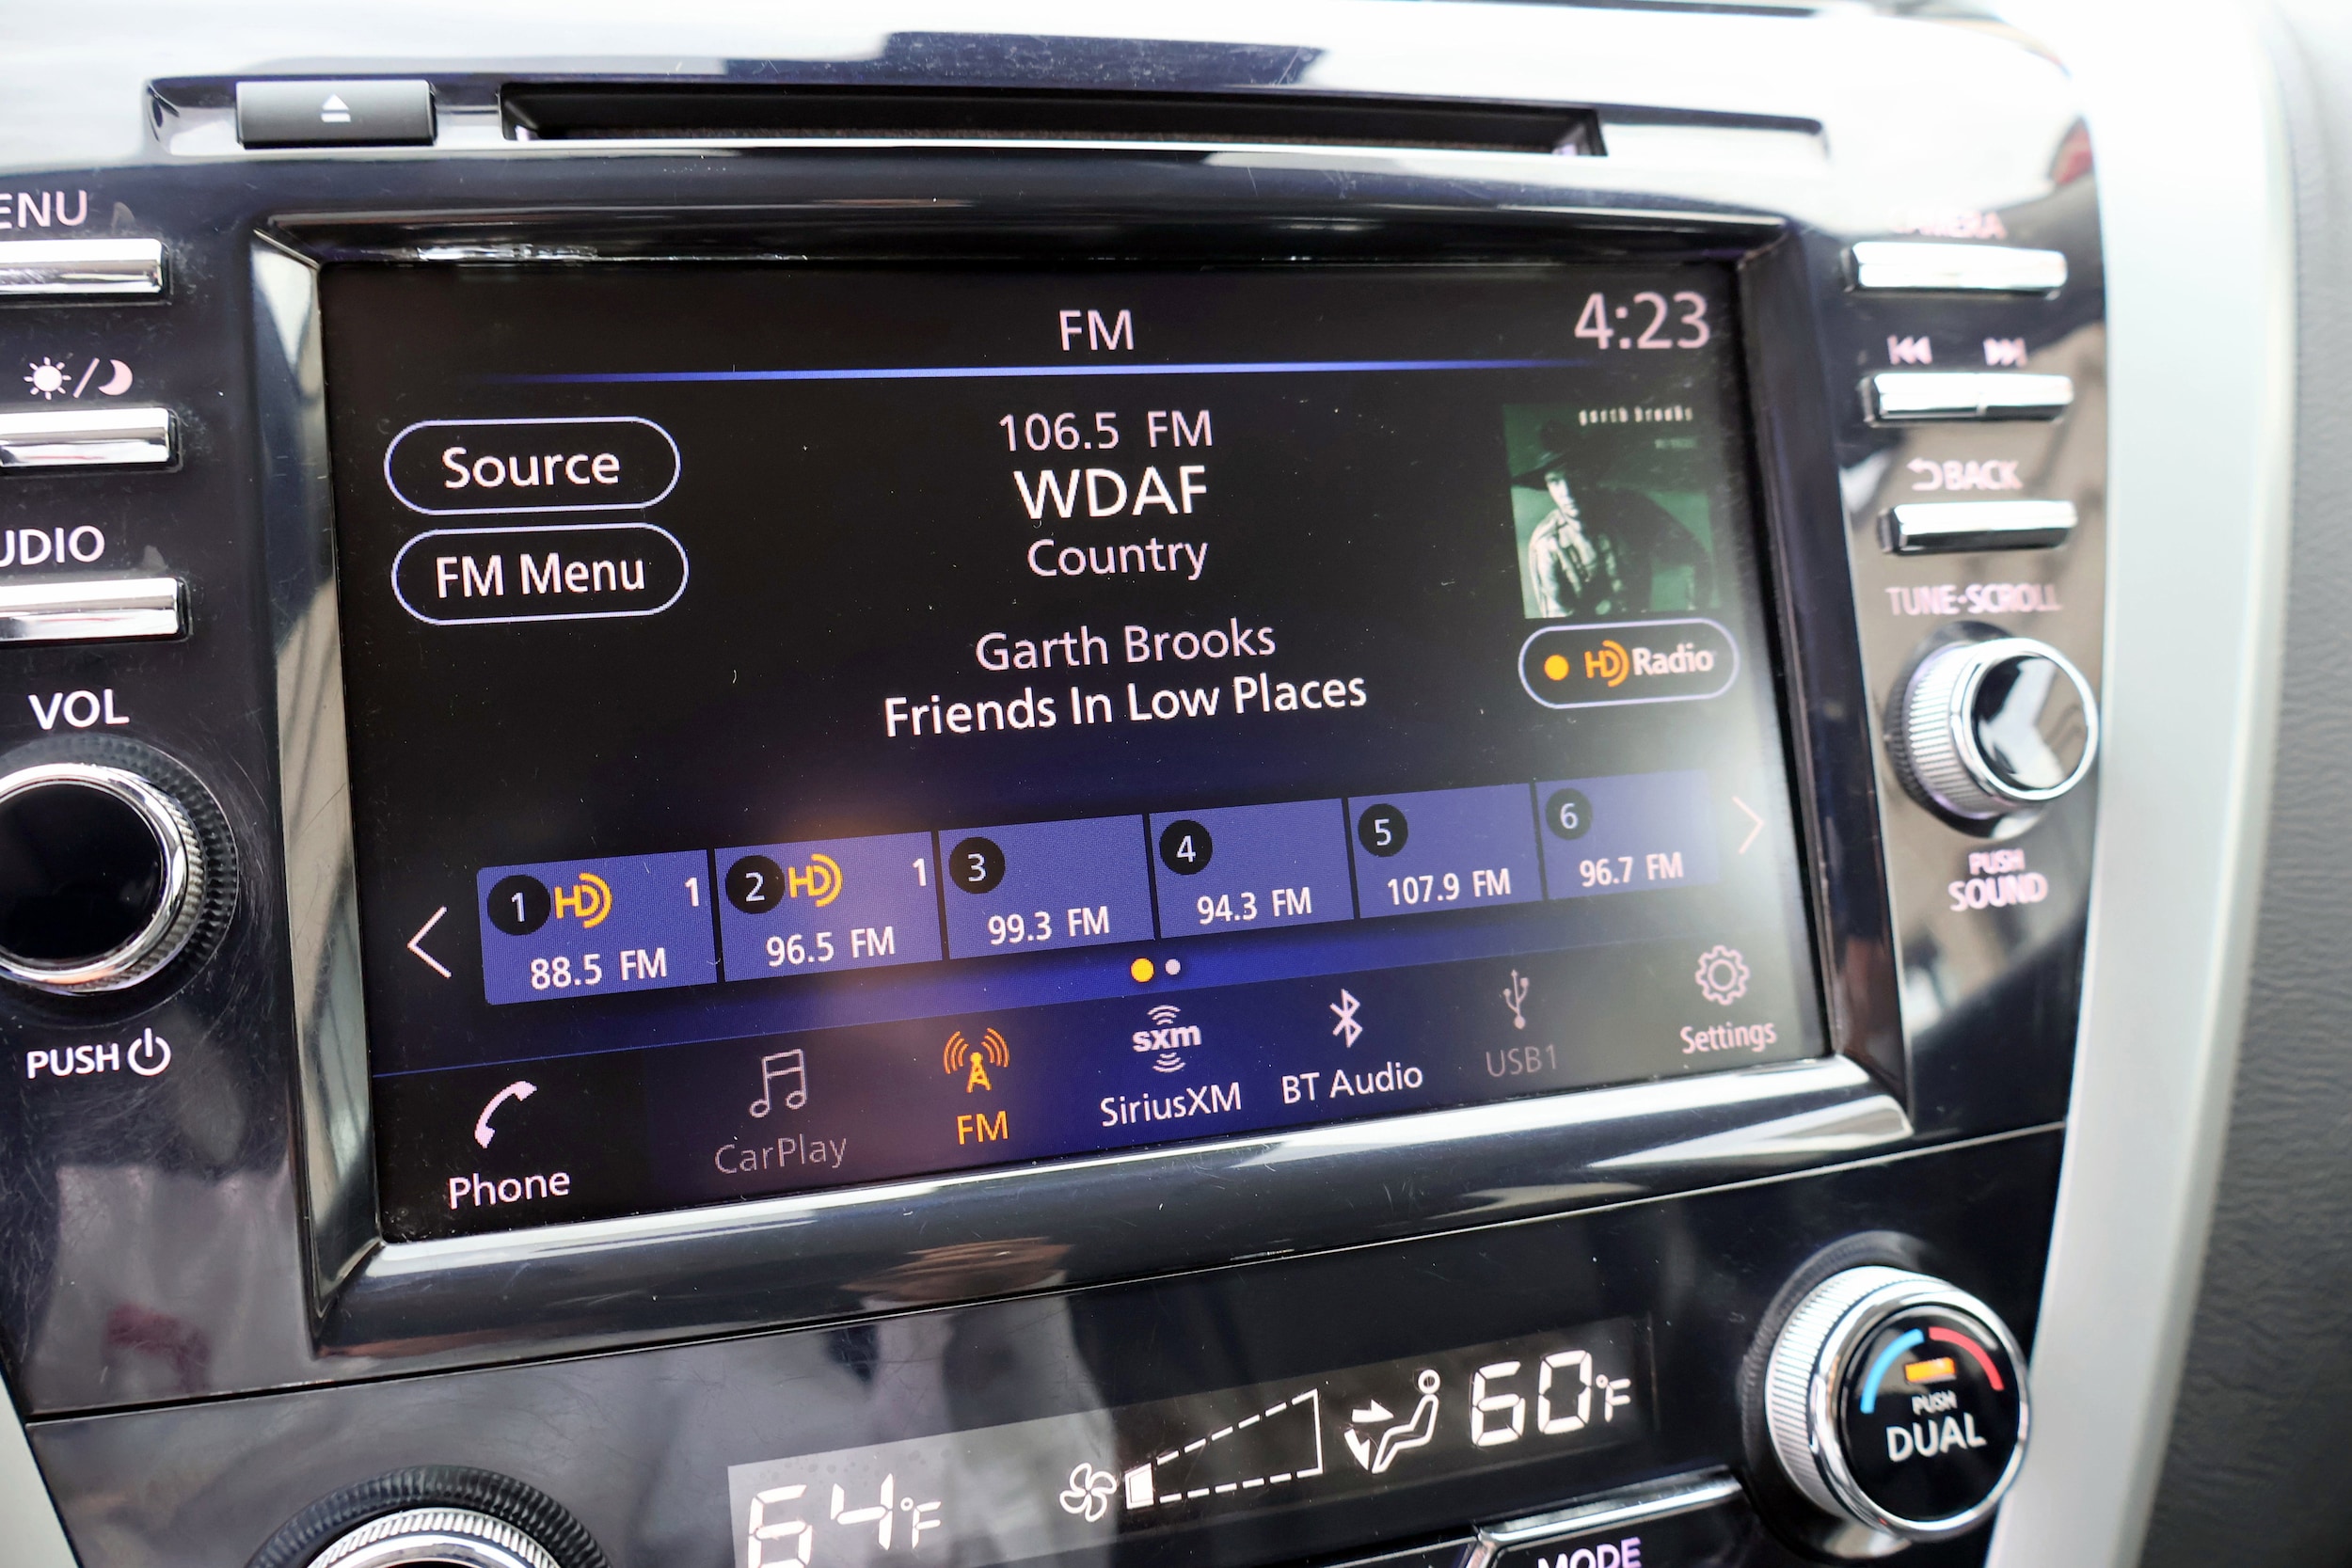 ENU
CAMERA
UDIO
VOL
PUSH
FM
4:23
Source
FM Menu
106.5 FM
WDAF
Country
Garth Brooks
Friends In Low Places
garth brooks
HD Radio
1 HD 1
88.5 FM
2 HD 1
96.5 FM
3
99.3 FM
4
94.3 FM
5
107.9 FM
6
96.7 FM
Phone
CarPlay
FM
sxm
SiriusXM
BT Audio
USB1
Settings
BACK
TUNE-SCROLL
PUSH
SOUND
64°F
60°F
PUSH
DUAL
MODE